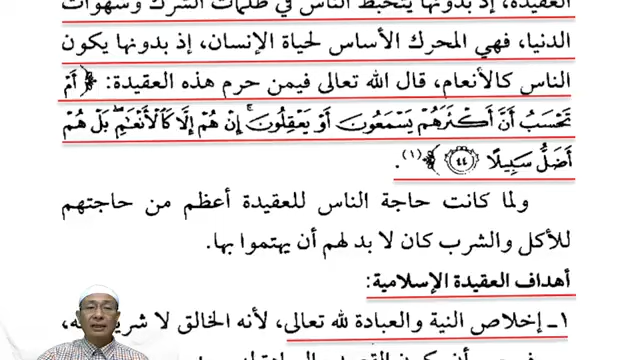 العقيدة، إذ بدونها يتخبط الناس في ظلمات الشرك وشهوات
الدنيا، فهي المحرك الأساس لحياة الإنسان، إذ بدونها يكون
الناس كالأنعام، قال الله تعالى فيمن حرم هذه العقيدة: ﴿أَمْ
تَحْسَبُ أَنَّ أَكْثَرَهُمْ يَسْمَعُونَ أَوْ يَعْقِلُونَ ۚ إِنْ هُمْ إِلَّا كَالْأَنْعَامِ ۖ بَلْ هُمْ
أَضَلُّ سَبِيلًا ﴿٤٤﴾﴾ (١).
ولما كانت حاجة الناس للعقيدة أعظم من حاجتهم
للأكل والشرب كان لا بد لهم أن يهتموا بها.
أهداف العقيدة الإسلامية:
١ـ إخلاص النية والعبادة لله تعالى، لأنه الخالق لا